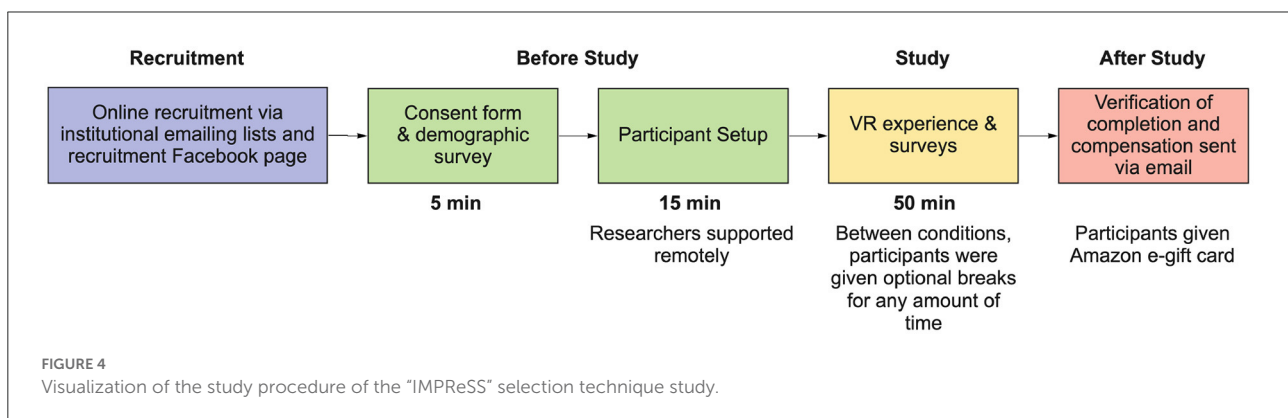 Recruitment
Before Study
Study
After Study
Online recruitment via
institutional emailing lists and
recruitment Facebook page
Consent form
& demographic
survey
Participant Setup
VR experience &
surveys
Verification of
completion and
compensation sent
via email
5 min
15 min
Researchers supported
remotely
50 min
Between conditions,
participants were
given optional breaks
for any amount of
time
Participants given
Amazon e-gift card
FIGURE 4
Visualization of the study procedure of the “IMPReSS” selection technique study.